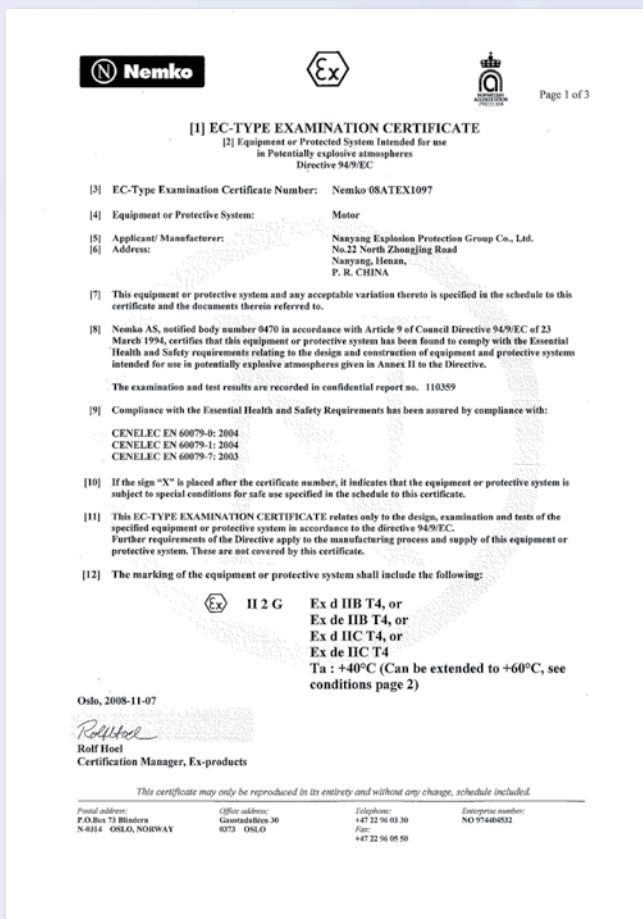 N Nemko
Ex
NORWEGIAN
ACCREDITATION
Page 1 of 3
[1] EC-TYPE EXAMINATION CERTIFICATE
[2] Equipment or Protected System Intended for use
in Potentially explosive atmospheres
Directive 94/9/EC
[3] EC-Type Examination Certificate Number: Nemko 08ATEX1097
[4] Equipment or Protective System: Motor
[5] Applicant/ Manufacturer: Nanyang Explosion Protection Group Co., Ltd.
[6] Address: No.22 North Zhongjing Road
Nanyang, Henan,
P. R. CHINA
[7] This equipment or protective system and any acceptable variation thereto is specified in the schedule to this
certificate and the documents therein referred to.
[8] Nemko AS, notified body number 0470 in accordance with Article 9 of Council Directive 94/9/EC of 23
March 1994, certifies that this equipment or protective system has been found to comply with the Essential
Health and Safety requirements relating to the design and construction of equipment and protective systems
intended for use in potentially explosive atmospheres given in Annex II to the Directive.
The examination and test results are recorded in confidential report no. 110359
[9] Compliance with the Essential Health and Safety Requirements has been assured by compliance with:
CENELEC EN 60079-0: 2004
CENELEC EN 60079-1: 2004
CENELEC EN 60079-7: 2003
[10] If the sign "X" is placed after the certificate number, it indicates that the equipment or protective system is
subject to special conditions for safe use specified in the schedule to this certificate.
[11] This EC-TYPE EXAMINATION CERTIFICATE relates only to the design, examination and tests of the
specified equipment or protective system in accordance to the directive 94/9/EC.
Further requirements of the Directive apply to the manufacturing process and supply of this equipment or
protective system. These are not covered by this certificate.
[12] The marking of the equipment or protective system shall include the following:
Ex II 2 G Ex d IIB T4, or
Ex de IIB T4, or
Ex d IIC T4, or
Ex de IIC T4
Ta : +40°C (Can be extended to +60°C, see
conditions page 2)
Oslo, 2008-11-07
Rolf Hoel
Rolf Hoel
Certification Manager, Ex-products
This certificate may only be reproduced in its entirety and without any change, schedule included.
Postal address: Office address: Telephone: Enterprise number:
P.O.Box 73 Blindern Gaustadalléen 30 +47 22 96 03 30 NO 974404532
N-0314 OSLO, NORWAY 0373 OSLO Fax:
+47 22 96 05 50